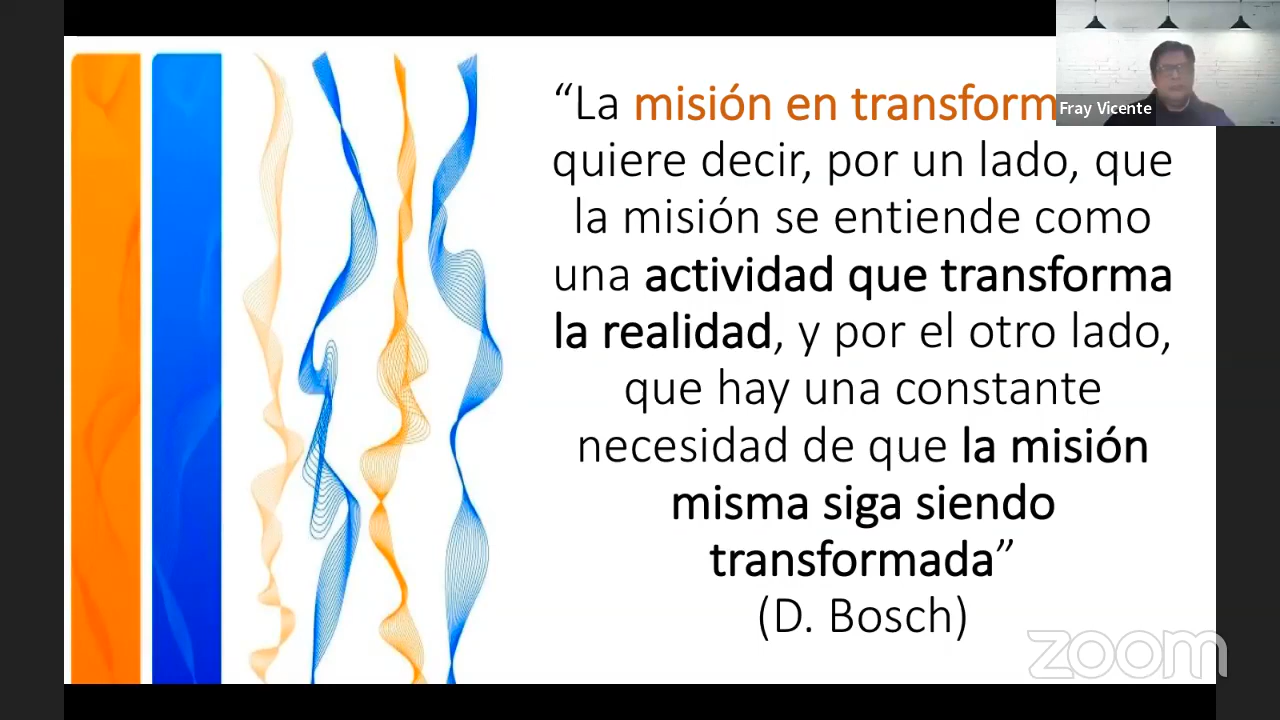 “La misión en transform
quiere decir, por un lado, que
la misión se entiende como
una actividad que transforma
la realidad, y por el otro lado,
que hay una constante
necesidad de que la misión
misma siga siendo
transformada”
(D. Bosch)
Fray Vicente
zoom